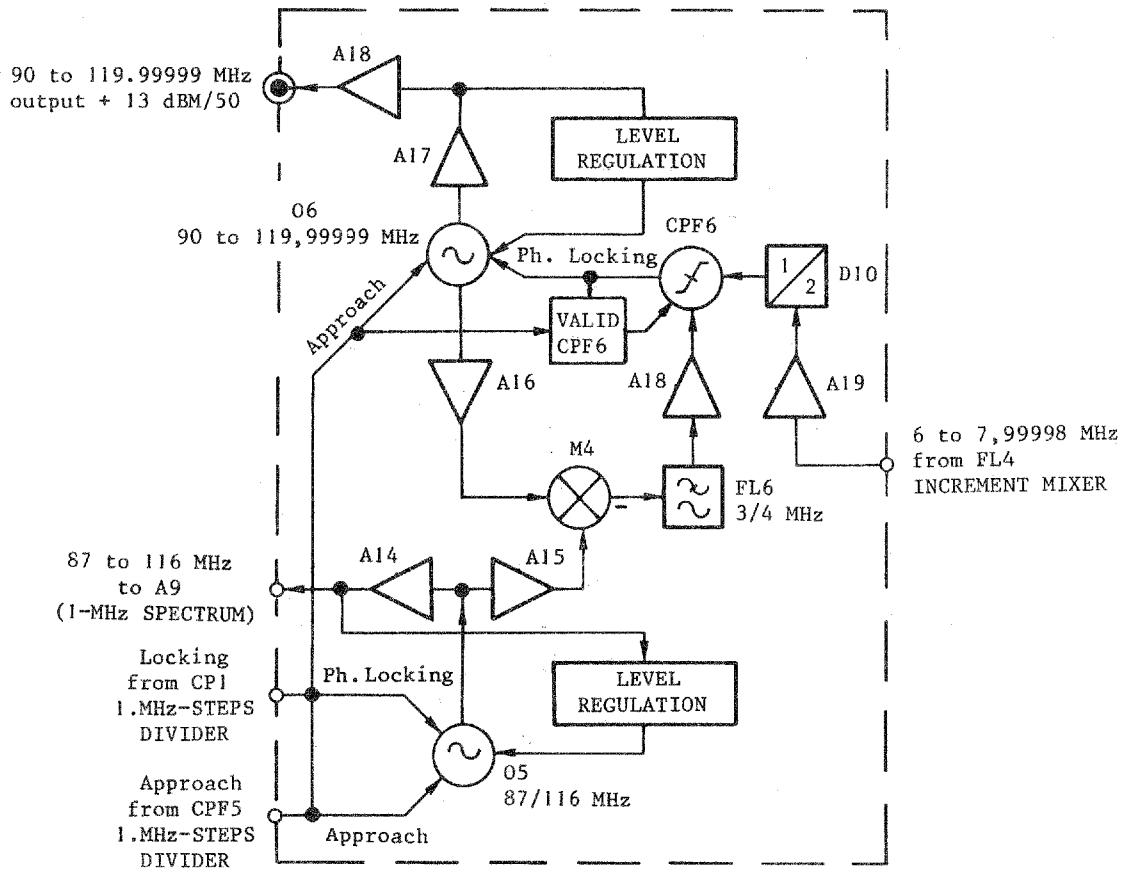 A18
90 to 119.99999 MHz
output + 13 dBM/50
A17
LEVEL
REGULATION
06
90 to 119,99999 MHz
CPF6
Ph. Locking
1
2
D10
Approach
VALID
CPF6
A16
A18
A19
M4
6 to 7,99998 MHz
from FL4
INCREMENT MIXER
-
FL6
3/4 MHz
87 to 116 MHz
to A9
(1-MHz SPECTRUM)
A14
A15
Locking
from CP1
1.MHz-STEPS
DIVIDER
Ph.Locking
LEVEL
REGULATION
Approach
from CPF5
1.MHz-STEPS
DIVIDER
05
87/116 MHz
Approach